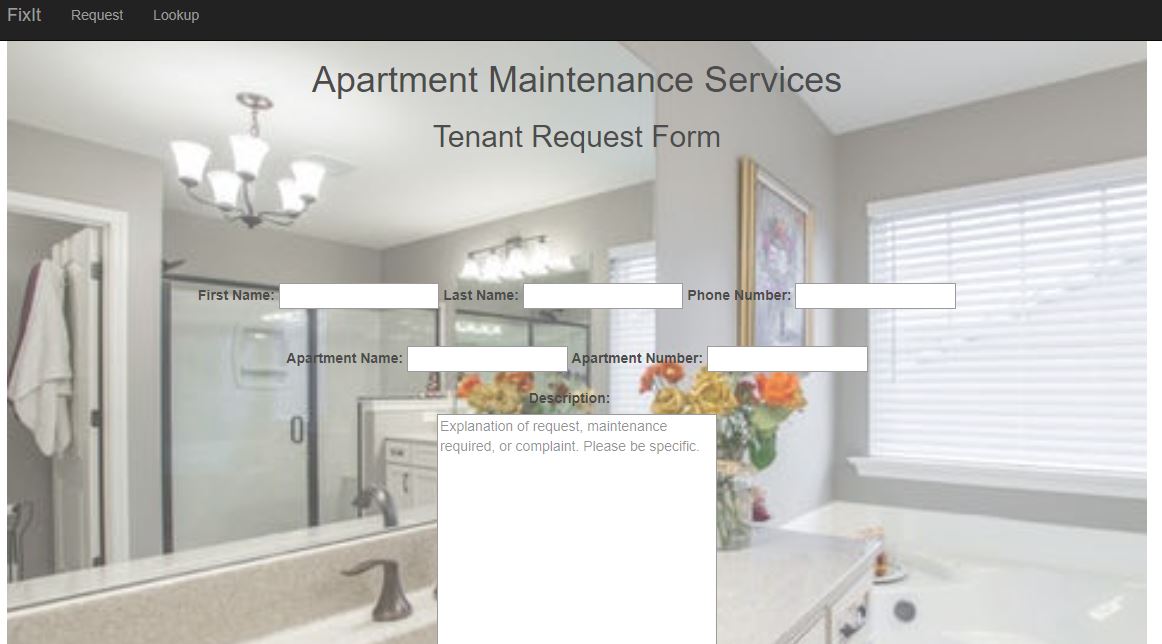 FixIt Request Lookup
Apartment Maintenance Services
Tenant Request Form
First Name: Last Name: Phone Number:
Apartment Name: Apartment Number:
Description:
Explanation of request, maintenance
required, or complaint. Please be specific.